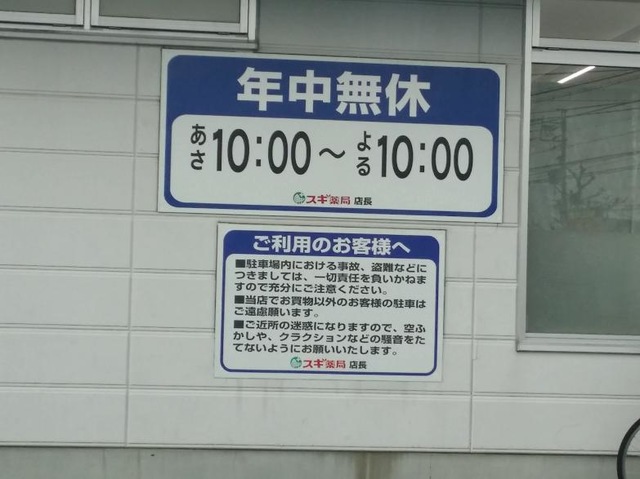 年中無休
あさ10:00～よる10:00
スギ薬局 店長
ご利用のお客様へ
■駐車場内における事故、盗難などに
つきましては、一切責任を負いかねま
すので充分にご注意ください。
■当店でお買物以外のお客様の駐車は
ご遠慮願います。
■ご近所の迷惑になりますので、空ふ
かしや、クラクションなどの騒音をた
てないようにお願いいたします。
スギ薬局 店長